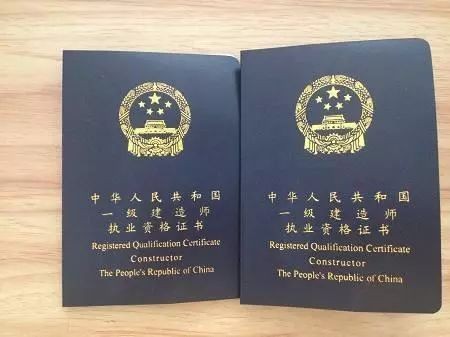 中华人民共和国
一级建造师
执业资格证书
Registered Qualification Certificate
Constructor
The People's Republic of China
中华人民共和国
一级建造师
执业资格证书
Registered Qualification Certificate
Constructor
The People's Republic of China